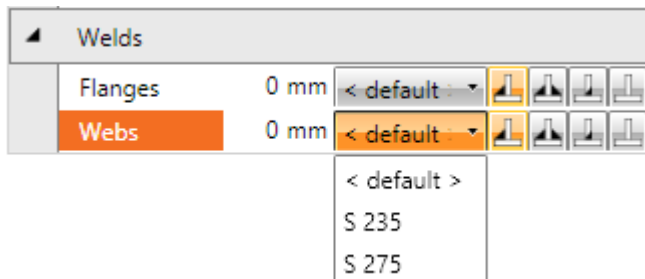 Welds
Flanges 0 mm < default :
Webs 0 mm < default :
< default >
S 235
S 275